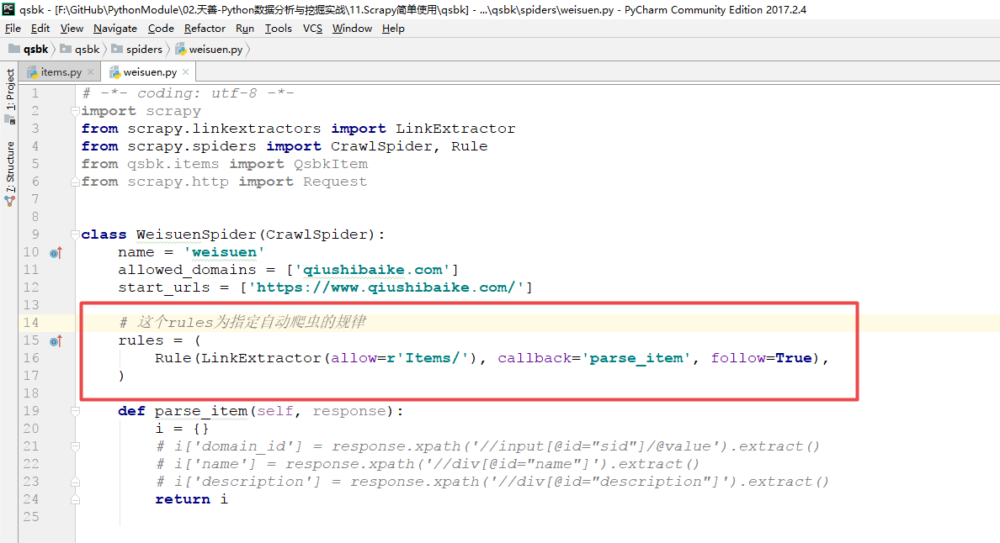 qsbk - [F:\GitHub\PythonModule\02.天善-Python数据分析与挖掘实战\11.Scrapy简单使用\qsbk] - ...\qsbk\spiders\weisuen.py - PyCharm Community Edition 2017.2.4
File Edit View Navigate Code Refactor Run Tools VCS Window Help
qsbk qsbk spiders weisuen.py
items.py weisuen.py
1: Project
7: Structure
1 # -*- coding: utf-8 -*-
2 import scrapy
3 from scrapy.linkextractors import LinkExtractor
4 from scrapy.spiders import CrawlSpider, Rule
5 from qsbk.items import QsbkItem
6 from scrapy.http import Request
7
8
9 class WeisuenSpider(CrawlSpider):
10     name = 'weisuen'
11     allowed_domains = ['qiushibaike.com']
12     start_urls = ['https://www.qiushibaike.com/']
13
14     # 这个rules为指定自动爬虫的规律
15     rules = (
16         Rule(LinkExtractor(allow=r'Items/'), callback='parse_item', follow=True),
17     )
18
19     def parse_item(self, response):
20         i = {}
21         # i['domain_id'] = response.xpath('//input[@id="sid"]/@value').extract()
22         # i['name'] = response.xpath('//div[@id="name"]').extract()
23         # i['description'] = response.xpath('//div[@id="description"]').extract()
24         return i
25